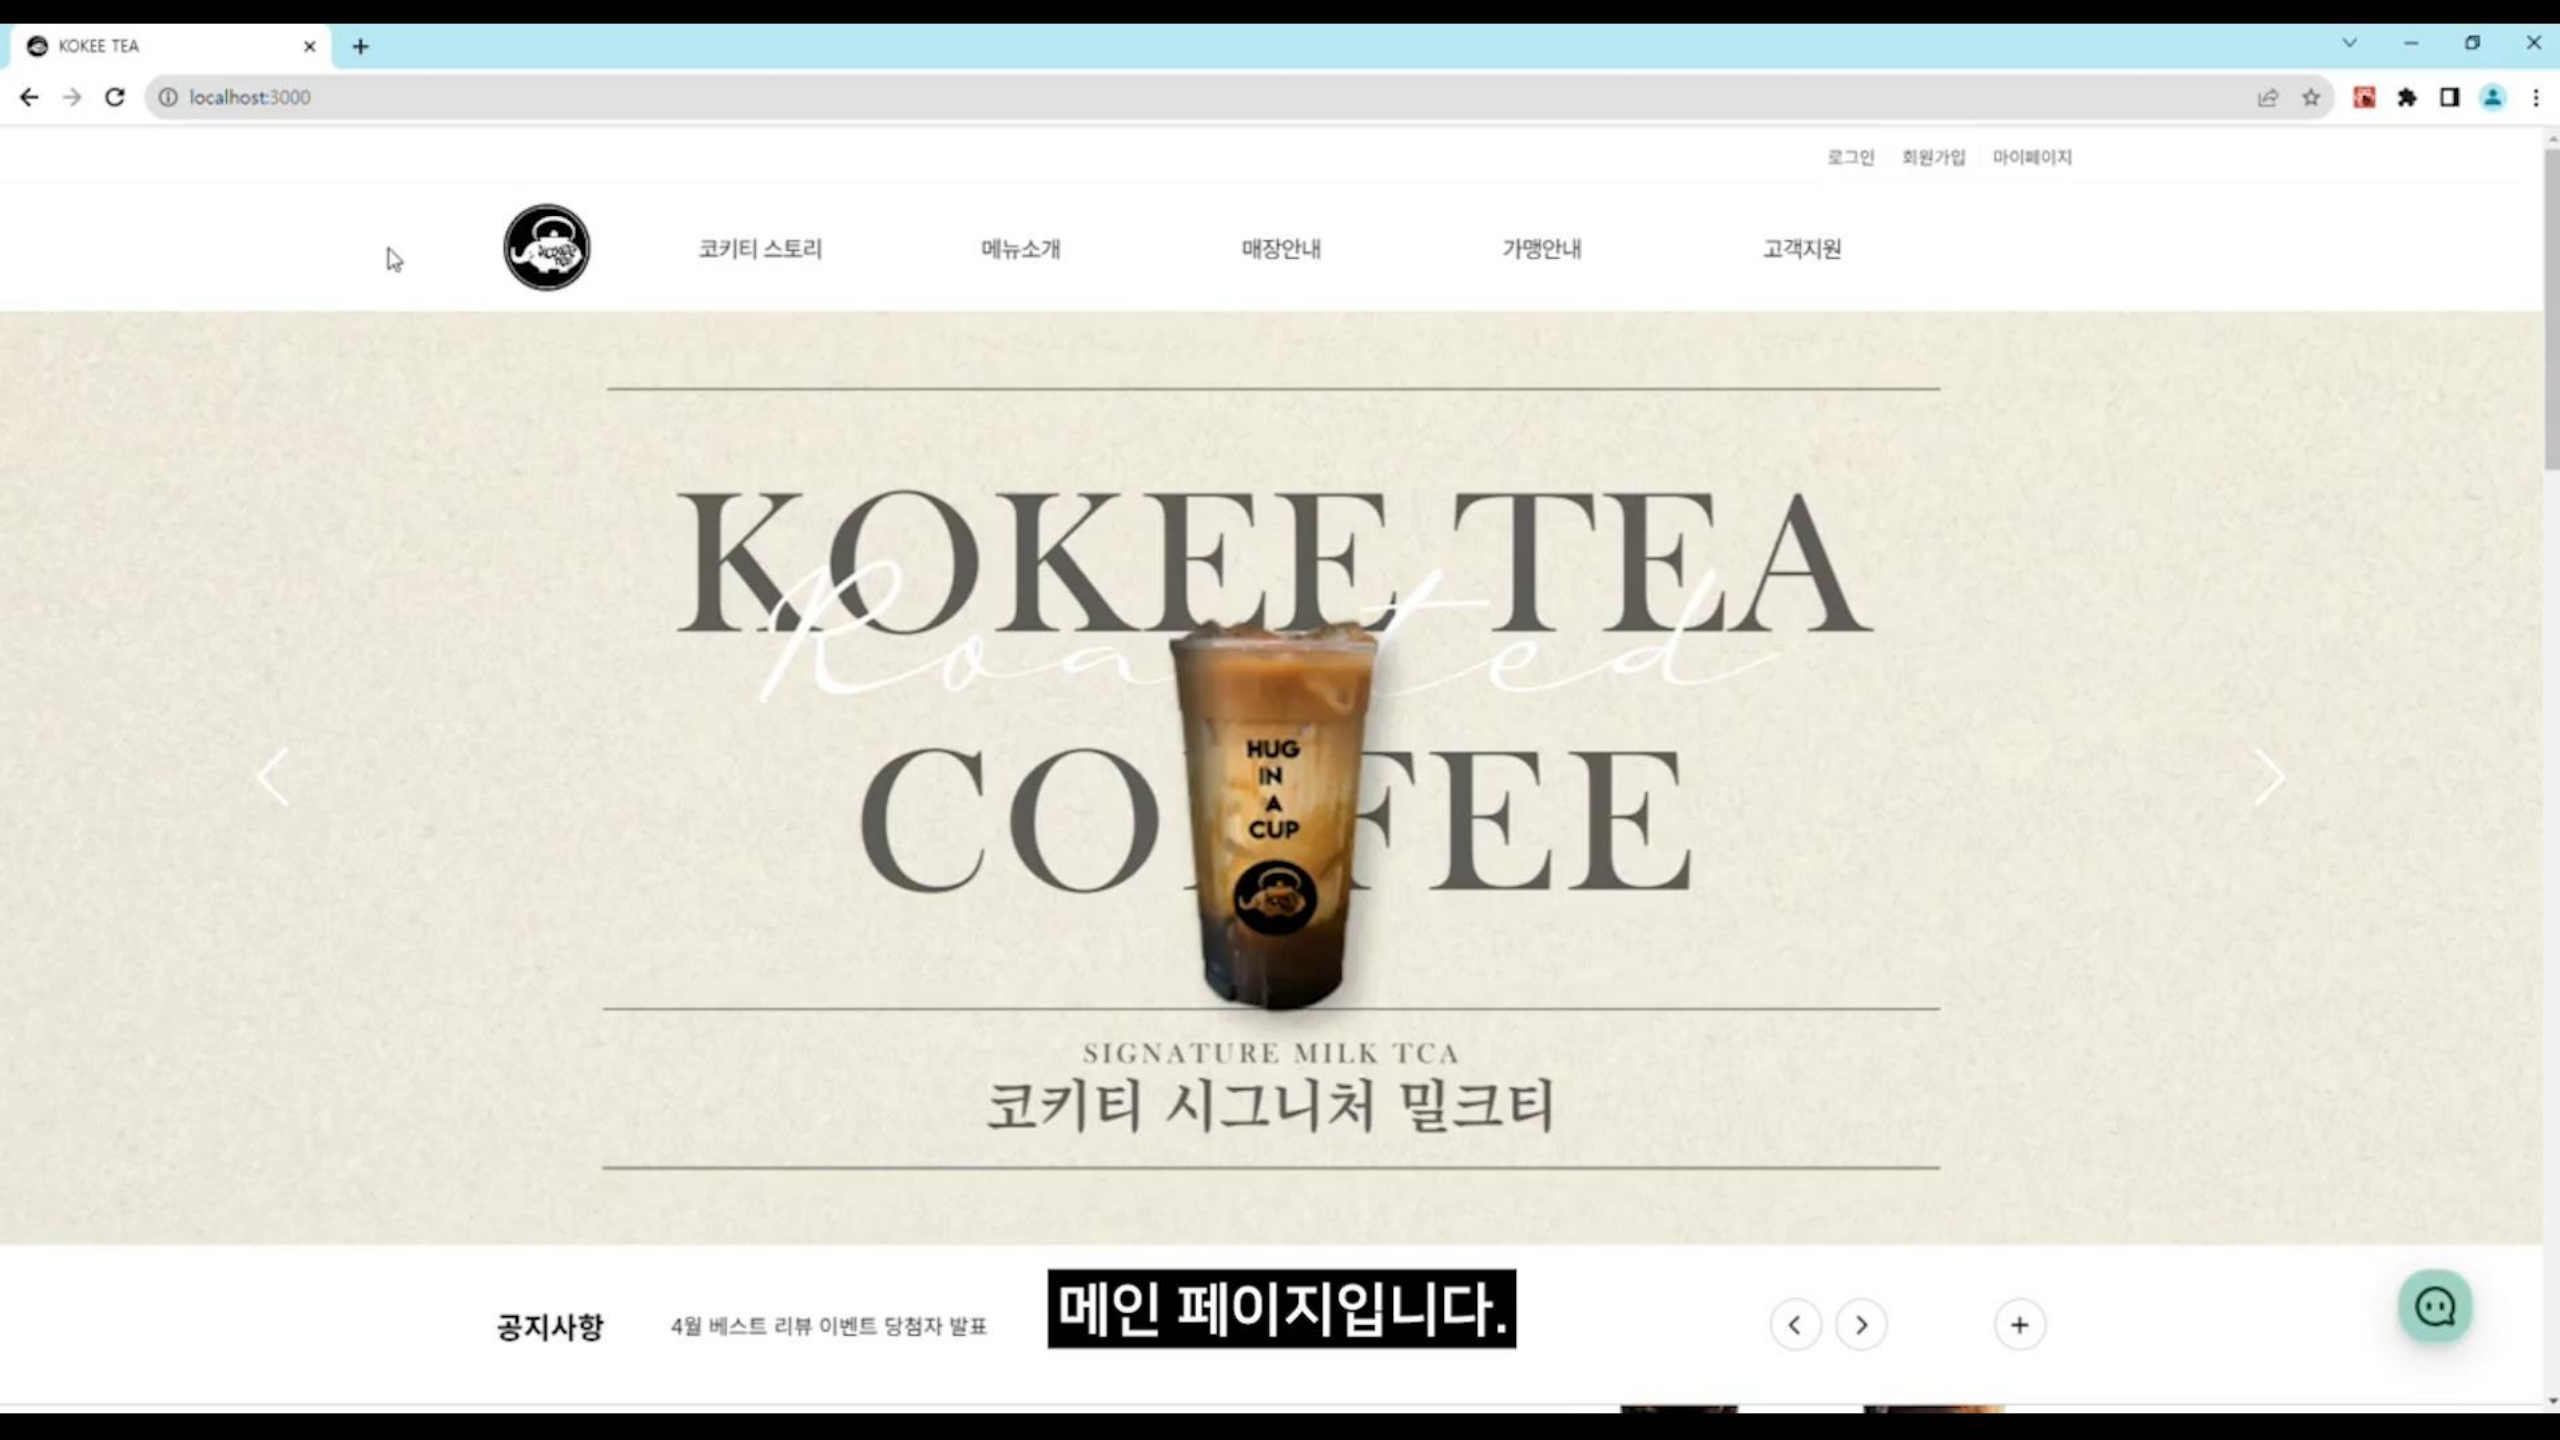 KOKEE TEA
localhost:3000
로그인 회원가입 마이페이지
코키티 스토리 메뉴소개 매장안내 가맹안내 고객지원
KOKEE TEA
Roasted
COFFEE
HUG
IN
A
CUP
SIGNATURE MILK TCA
코키티 시그니처 밀크티
공지사항 4월 베스트 리뷰 이벤트 당첨자 발표
메인 페이지입니다.